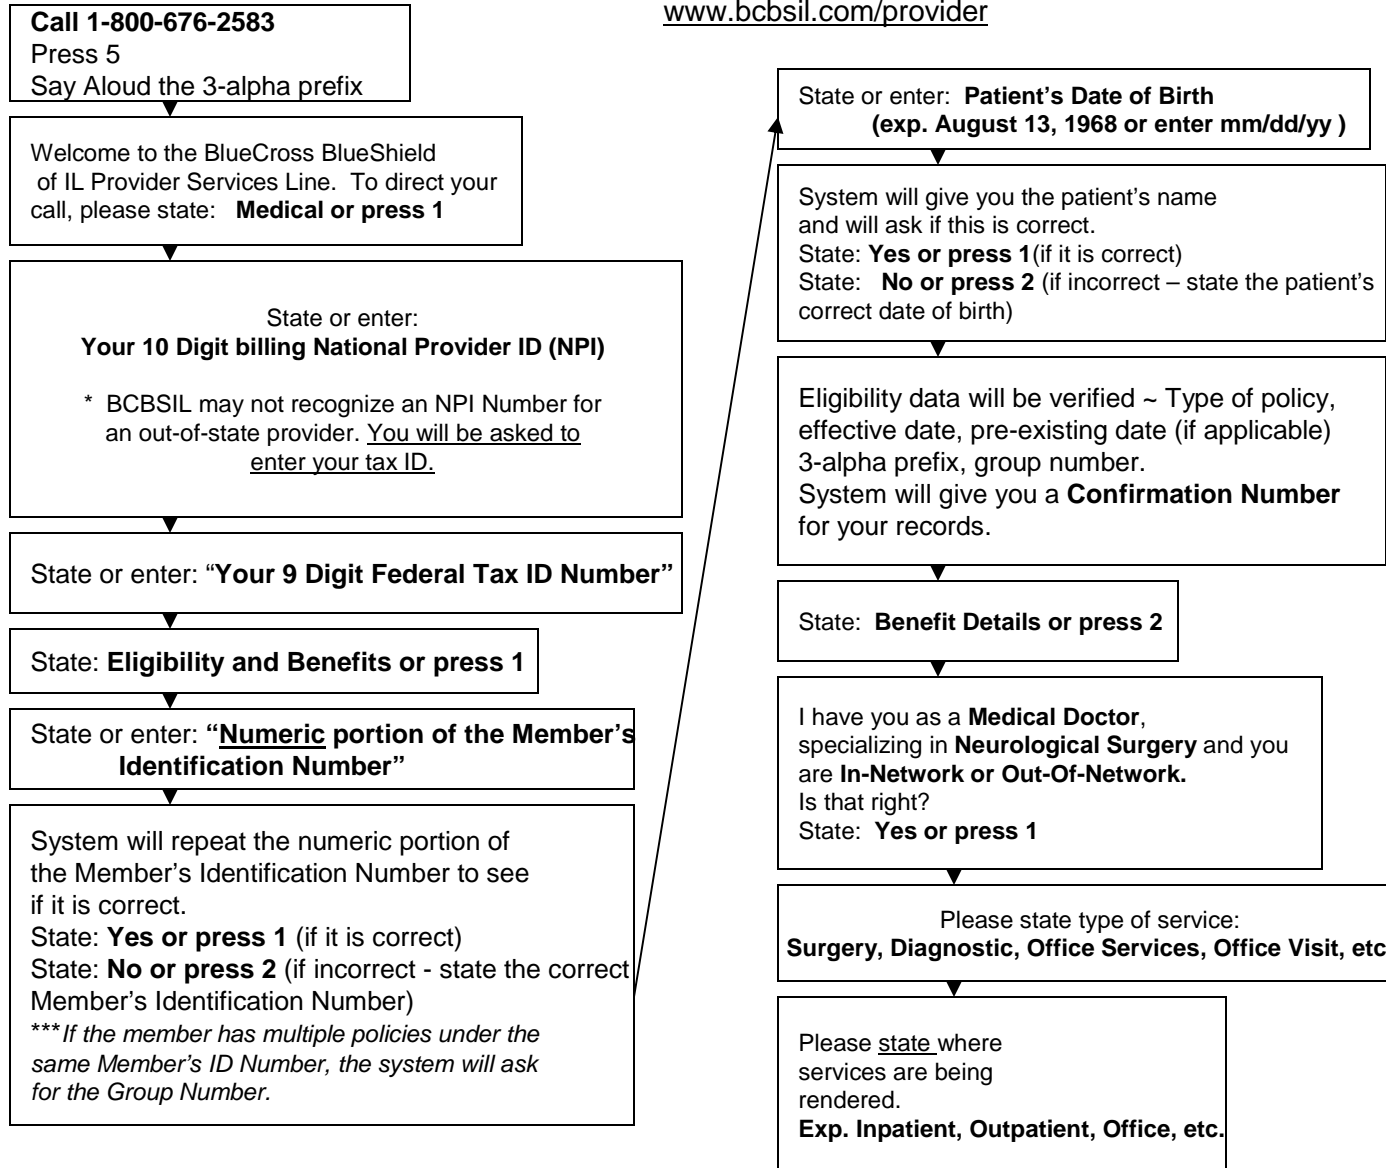 www.bcbsil.com/provider
Call 1-800-676-2583
Press 5
Say Aloud the 3-alpha prefix
Welcome to the BlueCross BlueShield
of IL Provider Services Line. To direct your
call, please state: Medical or press 1
State or enter:
Your 10 Digit billing National Provider ID (NPI)
* BCBSIL may not recognize an NPI Number for
an out-of-state provider. You will be asked to
enter your tax ID.
State or enter: “Your 9 Digit Federal Tax ID Number”
State: Eligibility and Benefits or press 1
State or enter: “Numeric portion of the Member’s
Identification Number”
System will repeat the numeric portion of
the Member’s Identification Number to see
if it is correct.
State: Yes or press 1 (if it is correct)
State: No or press 2 (if incorrect - state the correct
Member’s Identification Number)
***If the member has multiple policies under the
same Member’s ID Number, the system will ask
for the Group Number.
State or enter: Patient’s Date of Birth
(exp. August 13, 1968 or enter mm/dd/yy )
System will give you the patient’s name
and will ask if this is correct.
State: Yes or press 1(if it is correct)
State: No or press 2 (if incorrect – state the patient’s
correct date of birth)
Eligibility data will be verified ~ Type of policy,
effective date, pre-existing date (if applicable)
3-alpha prefix, group number.
System will give you a Confirmation Number
for your records.
State: Benefit Details or press 2
I have you as a Medical Doctor,
specializing in Neurological Surgery and you
are In-Network or Out-Of-Network.
Is that right?
State: Yes or press 1
Please state type of service:
Surgery, Diagnostic, Office Services, Office Visit, etc
Please state where
services are being
rendered.
Exp. Inpatient, Outpatient, Office, etc.